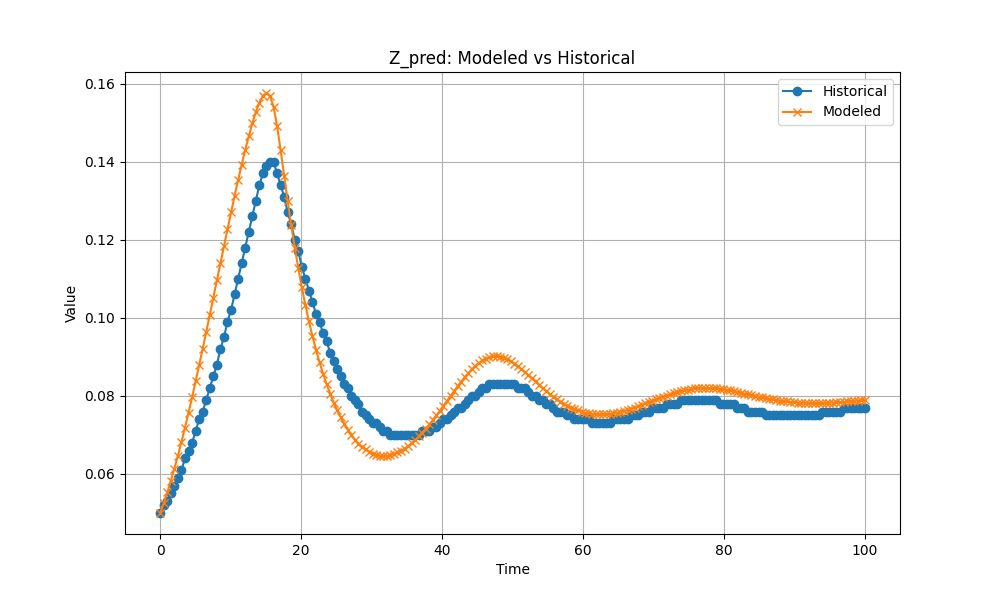 Z_pred: Modeled vs Historical
Historical
Modeled
Value
0.16
0.14
0.12
0.10
0.08
0.06
0 20 40 60 80 100
Time